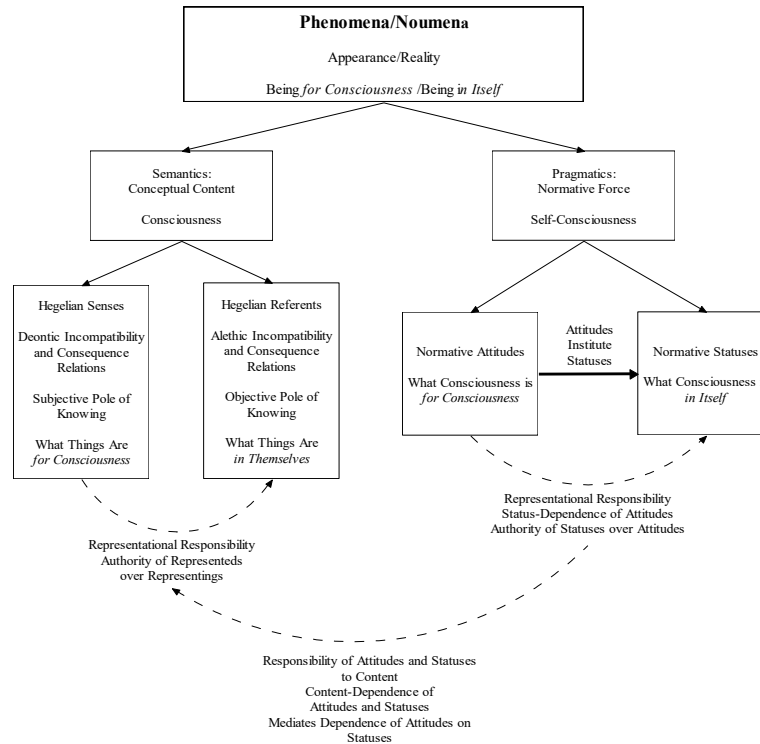 Phenomena/Noumena
Appearance/Reality
Being for Consciousness /Being in Itself
Semantics:
Conceptual Content
Consciousness
Pragmatics:
Normative Force
Self-Consciousness
Hegelian Senses
Deontic Incompatibility
and Consequence
Relations
Subjective Pole of
Knowing
What Things Are
for Consciousness
Hegelian Referents
Alethic Incompatibility
and Consequence
Relations
Objective Pole of
Knowing
What Things Are
in Themselves
Normative Attitudes
What Consciousness is
for Consciousness
Attitudes
Institute
Statuses
Normative Statuses
What Consciousness
in Itself
Representational Responsibility
Authority of Representeds
over Representings
Representational Responsibility
Status-Dependence of Attitudes
Authority of Statuses over Attitudes
Responsibility of Attitudes and Statuses
to Content
Content-Dependence of
Attitudes and Statuses
Mediates Dependence of Attitudes on
Statuses